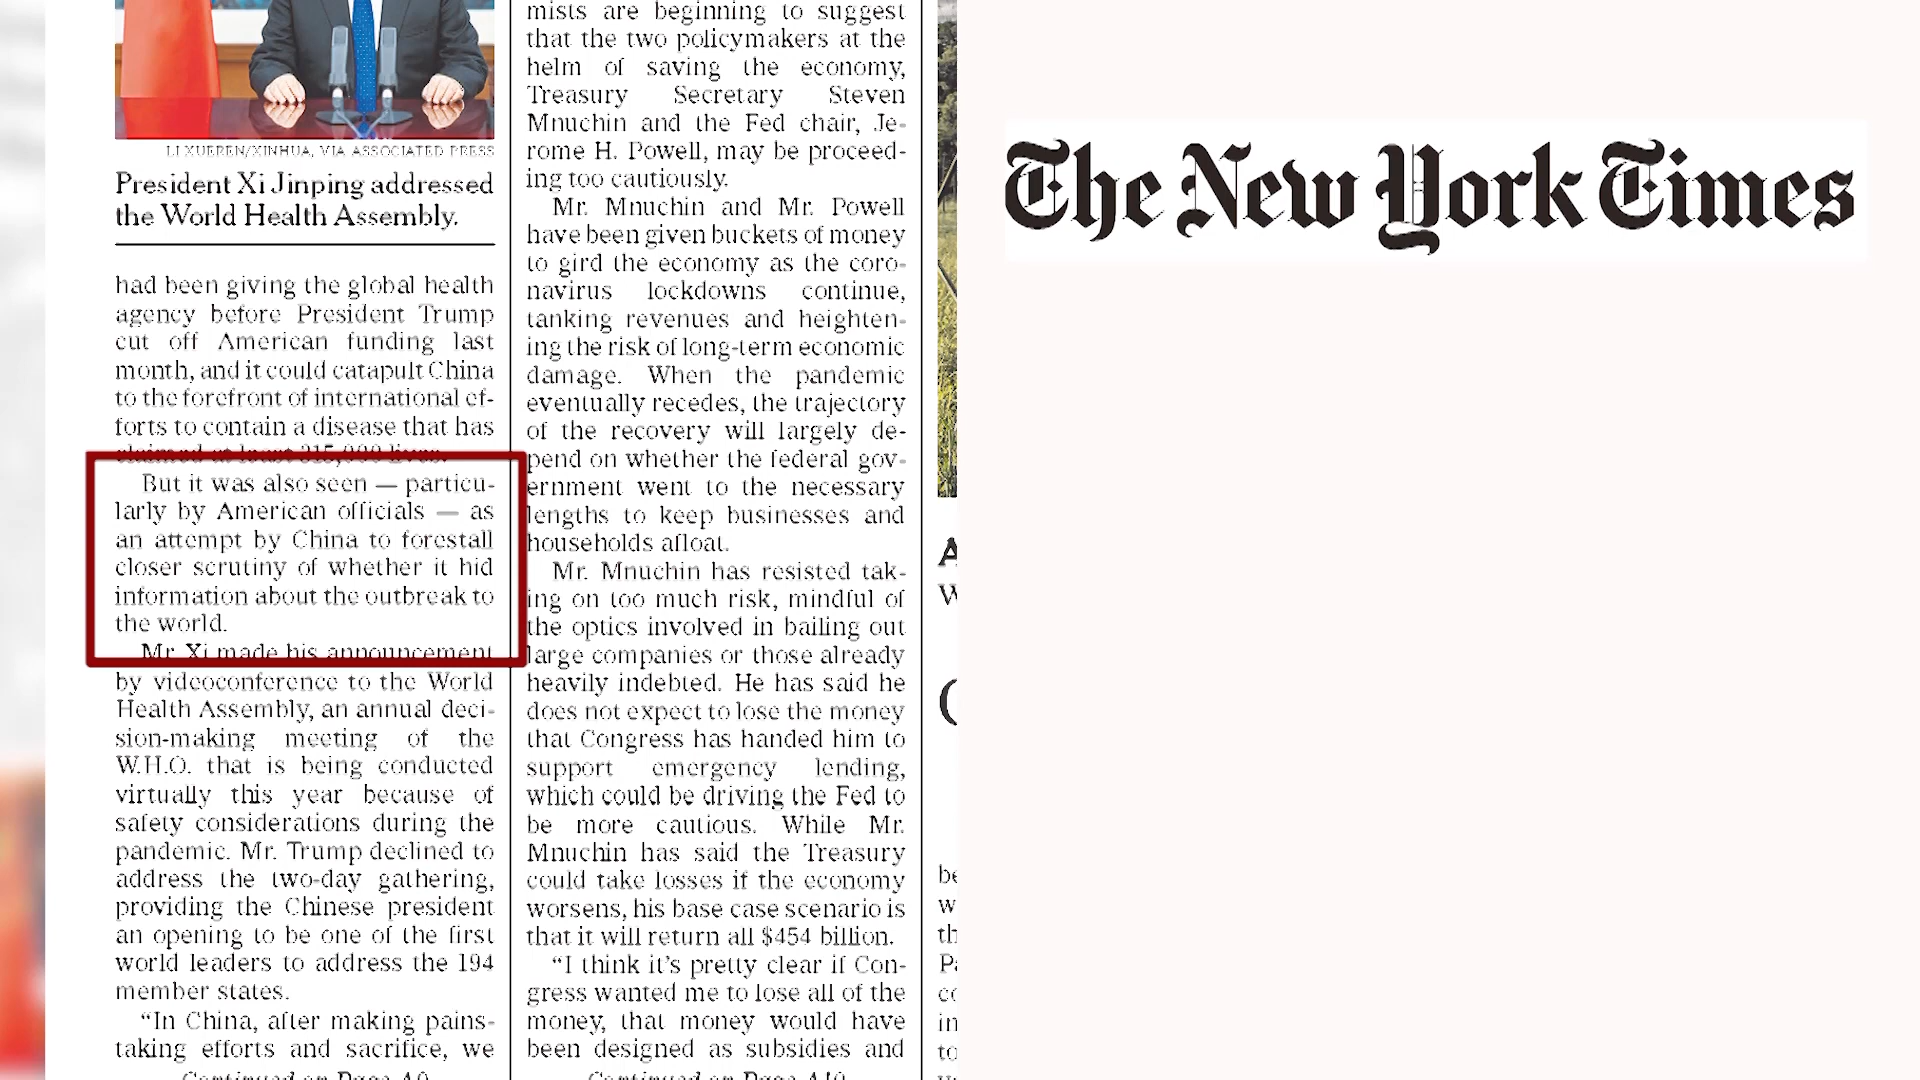 LI XUEREN/XINHUA, VIA ASSOCIATED PRESS
President Xi Jinping addressed
the World Health Assembly.
had been giving the global health
agency before President Trump
cut off American funding last
month, and it could catapult China
to the forefront of international ef-
forts to contain a disease that has
claimed at least 315,000 lives.
But it was also seen — particu-
larly by American officials — as
an attempt by China to forestall
closer scrutiny of whether it hid
information about the outbreak to
the world.
Mr. Xi made his announcement
by videoconference to the World
Health Assembly, an annual deci-
sion-making meeting of the
W.H.O. that is being conducted
virtually this year because of
safety considerations during the
pandemic. Mr. Trump declined to
address the two-day gathering,
providing the Chinese president
an opening to be one of the first
world leaders to address the 194
member states.
“In China, after making pains-
taking efforts and sacrifice, we
Continued on Page A9
mists are beginning to suggest
that the two policymakers at the
helm of saving the economy,
Treasury Secretary Steven
Mnuchin and the Fed chair, Je-
rome H. Powell, may be proceed-
ing too cautiously.
Mr. Mnuchin and Mr. Powell
have been given buckets of money
to gird the economy as the coro-
navirus lockdowns continue,
tanking revenues and heighten-
ing the risk of long-term economic
damage. When the pandemic
eventually recedes, the trajectory
of the recovery will largely de-
pend on whether the federal gov-
ernment went to the necessary
lengths to keep businesses and
households afloat.
Mr. Mnuchin has resisted tak-
ing on too much risk, mindful of
the optics involved in bailing out
large companies or those already
heavily indebted. He has said he
does not expect to lose the money
that Congress has handed him to
support emergency lending,
which could be driving the Fed to
be more cautious. While Mr.
Mnuchin has said the Treasury
could take losses if the economy
worsens, his base case scenario is
that it will return all $454 billion.
“I think it’s pretty clear if Con-
gress wanted me to lose all of the
money, that money would have
been designed as subsidies and
Continued on Page A10
The New York Times